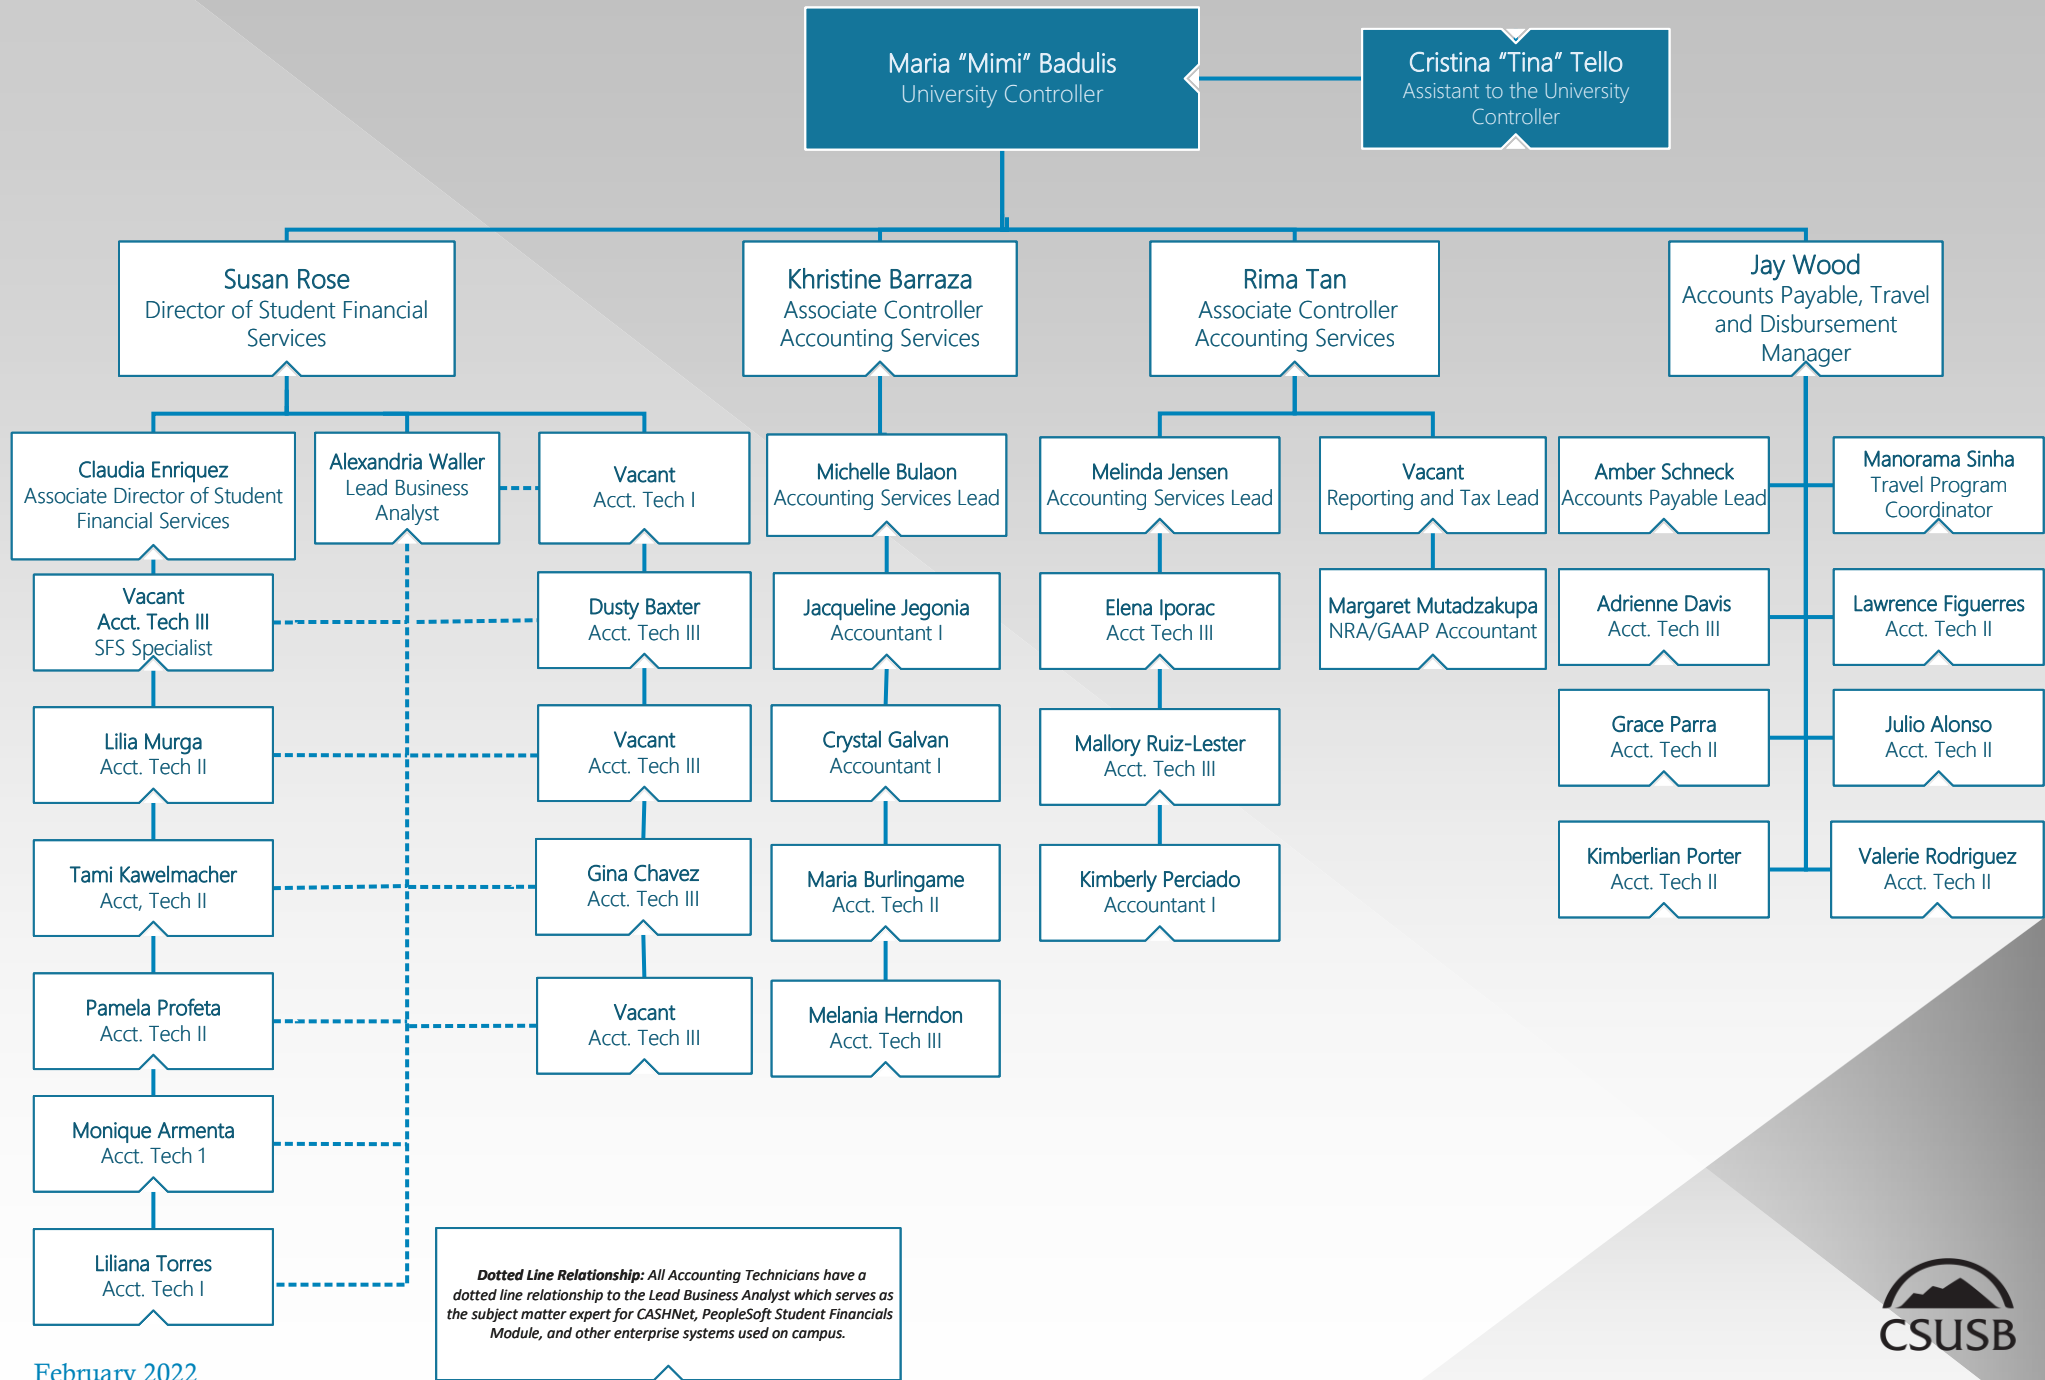 Maria “Mimi” Badulis
University Controller
Cristina “Tina” Tello
Assistant to the University
Controller
Susan Rose
Director of Student Financial
Services
Khristine Barraza
Associate Controller
Accounting Services
Rima Tan
Associate Controller
Accounting Services
Jay Wood
Accounts Payable, Travel
and Disbursement
Manager
Claudia Enriquez
Associate Director of Student
Financial Services
Alexandria Waller
Lead Business
Analyst
Vacant
Acct. Tech I
Michelle Bulaon
Accounting Services Lead
Melinda Jensen
Accounting Services Lead
Vacant
Reporting and Tax Lead
Amber Schneck
Accounts Payable Lead
Manorama Sinha
Travel Program
Coordinator
Vacant
Acct. Tech III
SFS Specialist
Dusty Baxter
Acct. Tech III
Jacqueline Jegonia
Accountant I
Elena Iporac
Acct Tech III
Margaret Mutadzakupa
NRA/GAAP Accountant
Adrienne Davis
Acct. Tech III
Lawrence Figuerres
Acct. Tech II
Lilia Murga
Acct. Tech II
Vacant
Acct. Tech III
Crystal Galvan
Accountant I
Mallory Ruiz-Lester
Acct. Tech III
Grace Parra
Acct. Tech II
Julio Alonso
Acct. Tech II
Tami Kawelmacher
Acct, Tech II
Gina Chavez
Acct. Tech III
Maria Burlingame
Acct. Tech II
Kimberly Perciado
Accountant I
Kimberlian Porter
Acct. Tech II
Valerie Rodriguez
Acct. Tech II
Pamela Profeta
Acct. Tech II
Vacant
Acct. Tech III
Melania Herndon
Acct. Tech III
Monique Armenta
Acct. Tech 1
Liliana Torres
Acct. Tech I
Dotted Line Relationship: All Accounting Technicians have a
dotted line relationship to the Lead Business Analyst which serves as
the subject matter expert for CASHNet, PeopleSoft Student Financials
Module, and other enterprise systems used on campus.
CSUSB
February 2022